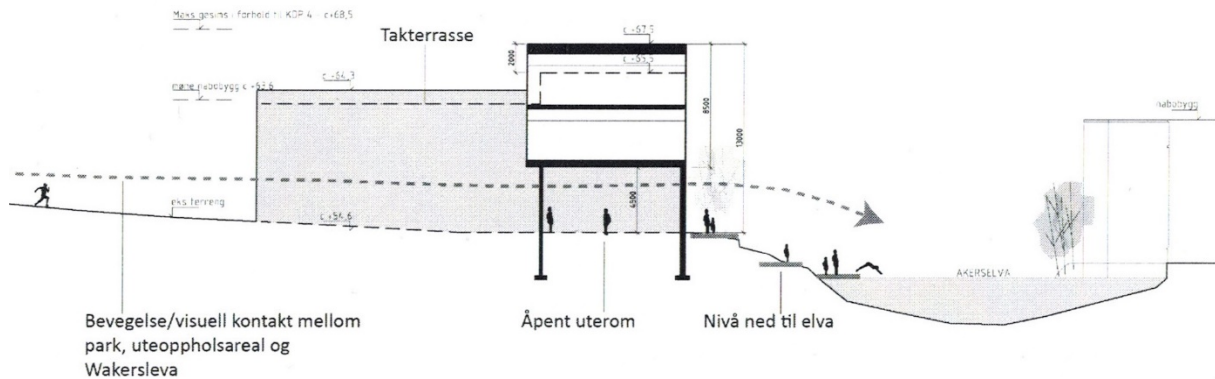 Maks gesims i forhold til KDP 4 c+68,5
Takterrasse
c +67,5
2000
c +65,5
c +64,3
møne nabobygg c +63,6
8500
13000
nabobygg
eks terreng
c +54,6
4500
AKERSELVA
Bevegelse/visuell kontakt mellom
park, uteoppholsareal og
Wakersleva
Åpent uterom
Nivå ned til elva